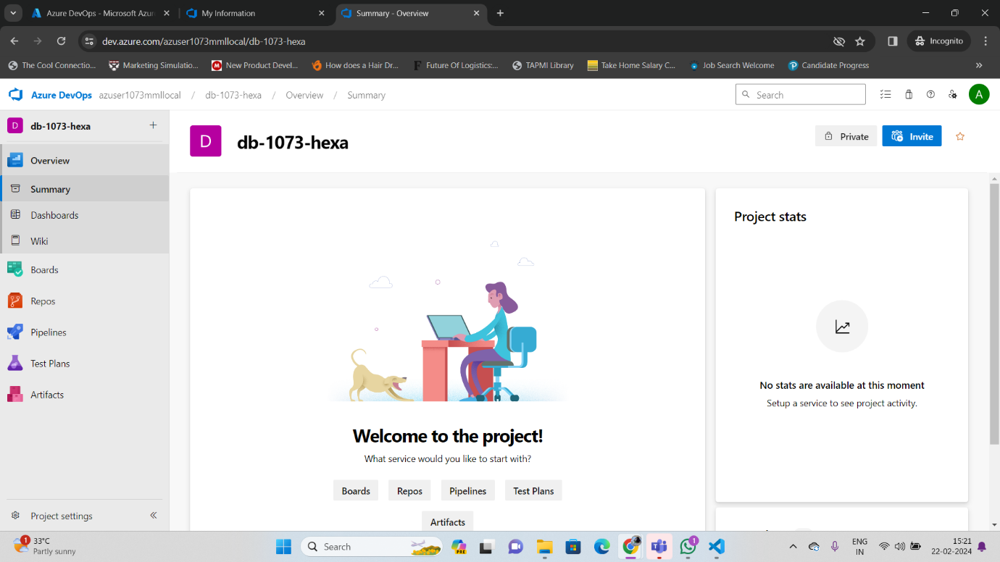 Azure DevOps - Microsoft Azur
My Information
Summary - Overview
dev.azure.com/azuser1073mmllocal/db-1073-hexa
Incognito
The Cool Connectio...
Marketing Simulatio...
New Product Devel...
How does a Hair Dr...
F Future Of Logistics:...
TAPMI Library
Take Home Salary C...
Job Search Welcome
Candidate Progress
Azure DevOps azuser1073mmllocal / db-1073-hexa / Overview / Summary
Search
A
D db-1073-hexa
Overview
Summary
Dashboards
Wiki
Boards
Repos
Pipelines
Test Plans
Artifacts
Project settings
D db-1073-hexa
Private
Invite
Welcome to the project!
What service would you like to start with?
Boards
Repos
Pipelines
Test Plans
Artifacts
Project stats
No stats are available at this moment
Setup a service to see project activity.
1
33°C
Partly sunny
Search
PRE
1
ENG
IN
15:21
22-02-2024